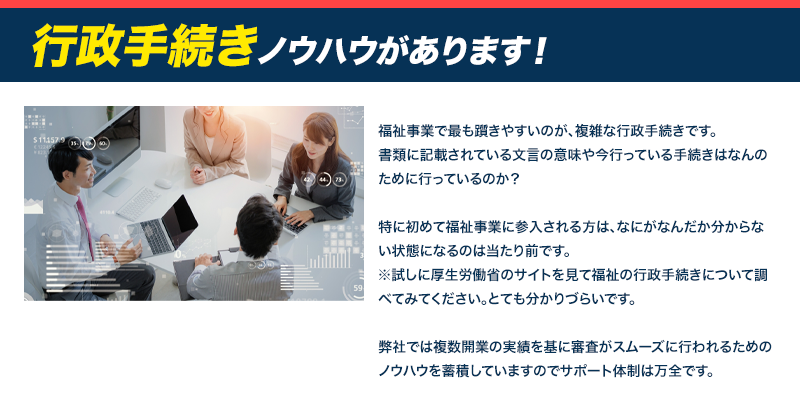 行政手続きノウハウがあります！
福祉事業で最も躓きやすいのが、複雑な行政手続きです。
書類に記載されている文言の意味や今行っている手続きはなんの
ために行っているのか？
特に初めて福祉事業に参入される方は、なにがなんだか分からな
い状態になるのは当たり前です。
※試しに厚生労働省のサイトを見て福祉の行政手続きについて調
べてみてください。とても分かりづらいです。
弊社では複数開業の実績を基に審査がスムーズに行われるための
ノウハウを蓄積していますのでサポート体制は万全です。